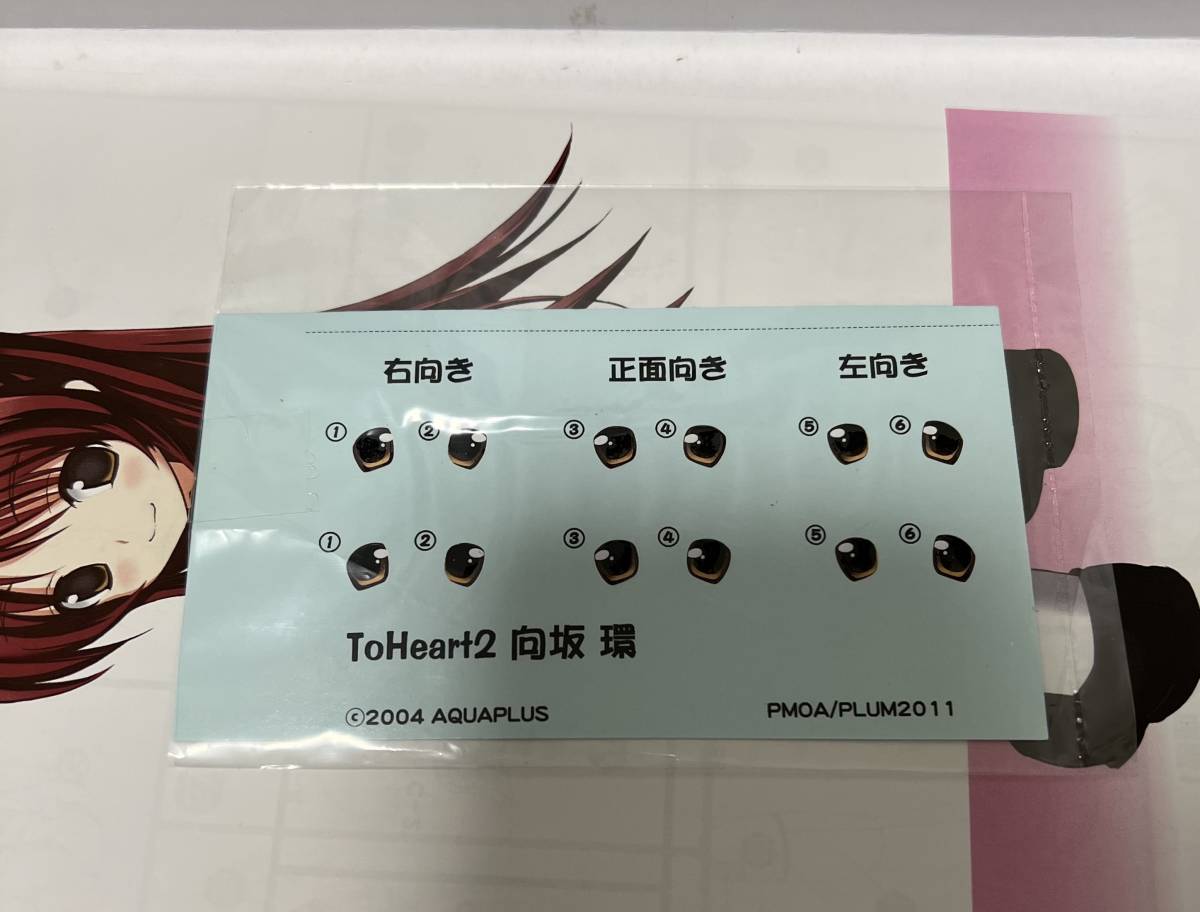 右向き 正面向き 左向き
① ② ③ ④ ⑤ ⑥
① ② ③ ④ ⑤ ⑥
ToHeart2 向坂 環
©2004 AQUAPLUS PMOA/PLUM2011